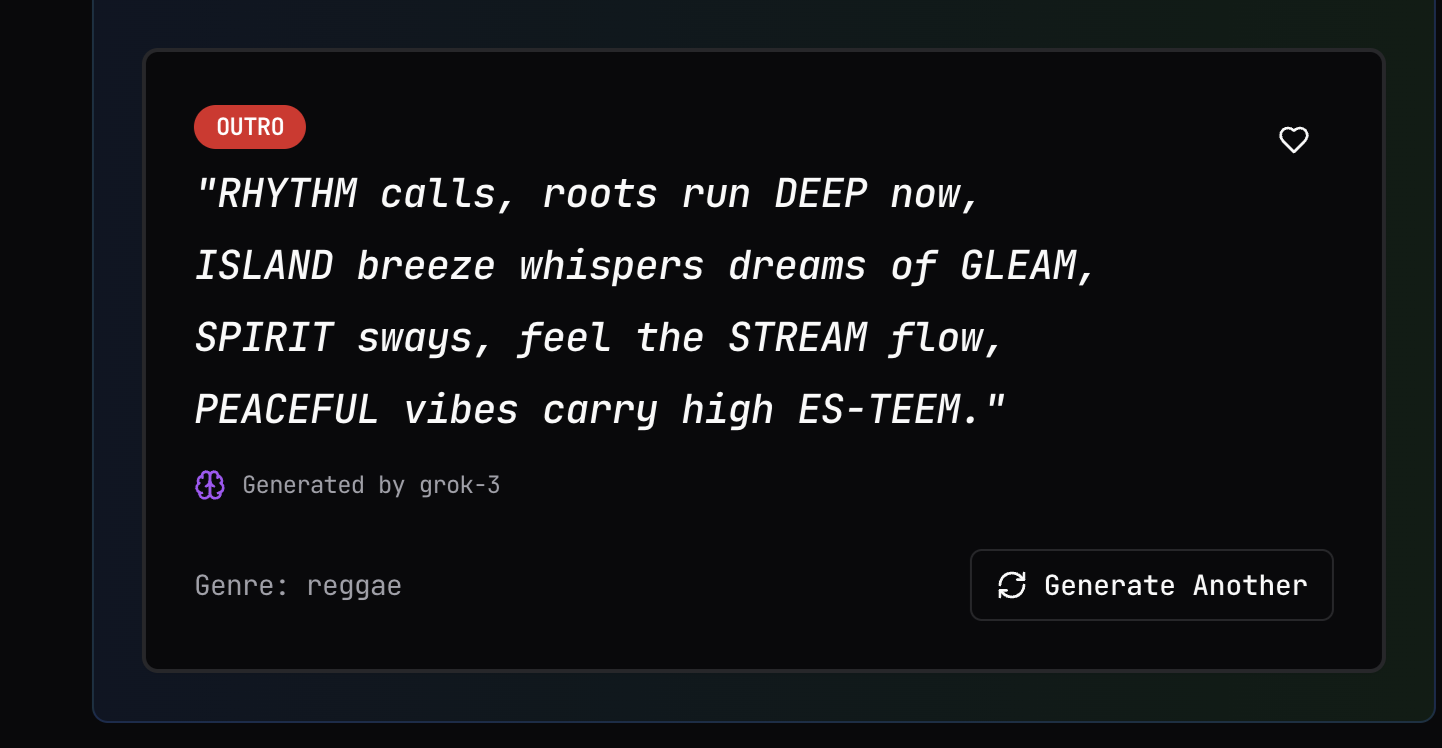 OUTRO
"RHYTHM calls, roots run DEEP now,
ISLAND breeze whispers dreams of GLEAM,
SPIRIT sways, feel the STREAM flow,
PEACEFUL vibes carry high ES-TEEM."
Generated by grok-3
Genre: reggae
Generate Another